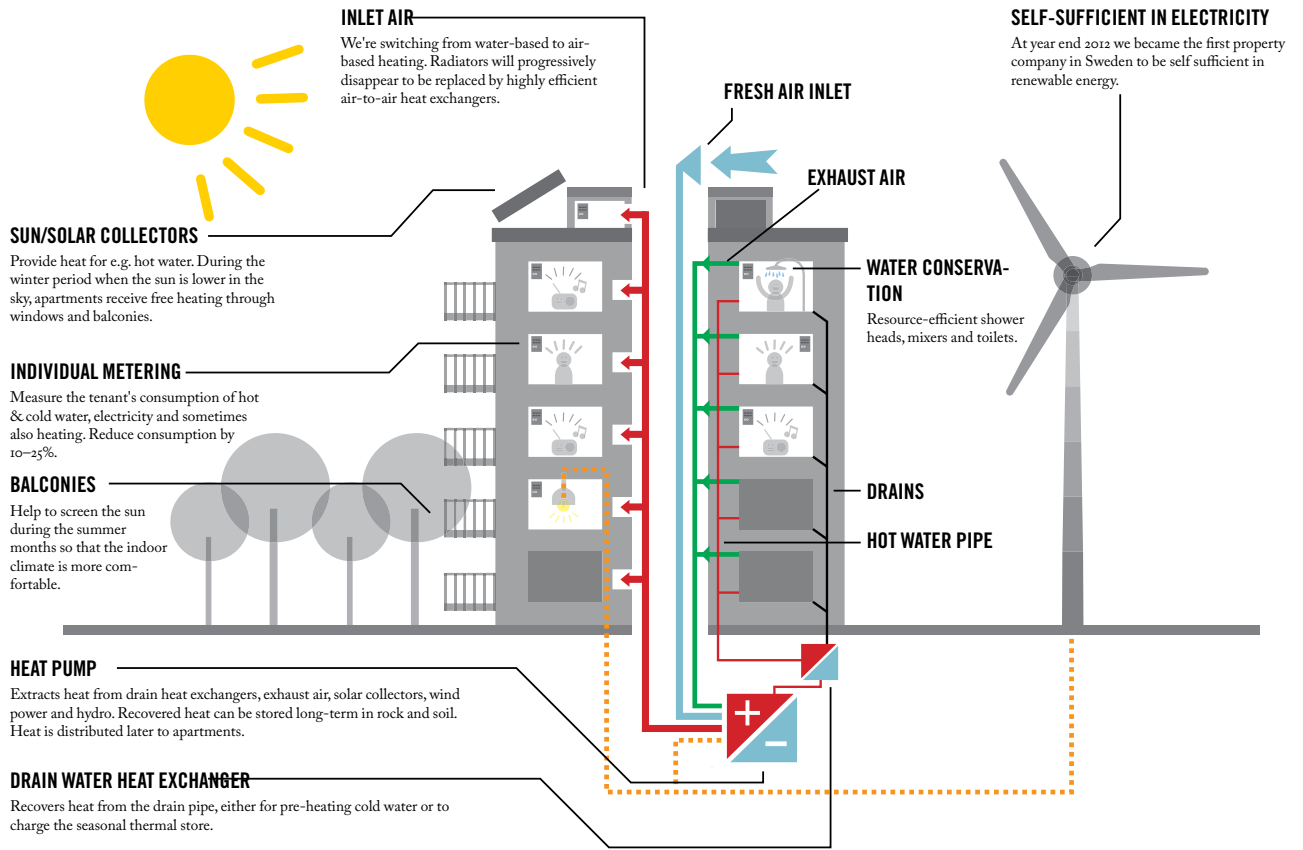 INLET AIR
We're switching from water-based to air-
based heating. Radiators will progressively
disappear to be replaced by highly efficient
air-to-air heat exchangers.
SELF-SUFFICIENT IN ELECTRICITY
At year end 2012 we became the first property
company in Sweden to be self sufficient in
renewable energy.
FRESH AIR INLET
EXHAUST AIR
SUN/SOLAR COLLECTORS
Provide heat for e.g. hot water. During the
winter period when the sun is lower in the
sky, apartments receive free heating through
windows and balconies.
WATER CONSERVA-
TION
Resource-efficient shower
heads, mixers and toilets.
INDIVIDUAL METERING
Measure the tenant's consumption of hot
& cold water, electricity and sometimes
also heating. Reduce consumption by
10–25%.
BALCONIES
Help to screen the sun
during the summer
months so that the indoor
climate is more com-
fortable.
DRAINS
HOT WATER PIPE
HEAT PUMP
Extracts heat from drain heat exchangers, exhaust air, solar collectors, wind
power and hydro. Recovered heat can be stored long-term in rock and soil.
Heat is distributed later to apartments.
+
–
DRAIN WATER HEAT EXCHANGER
Recovers heat from the drain pipe, either for pre-heating cold water or to
charge the seasonal thermal store.